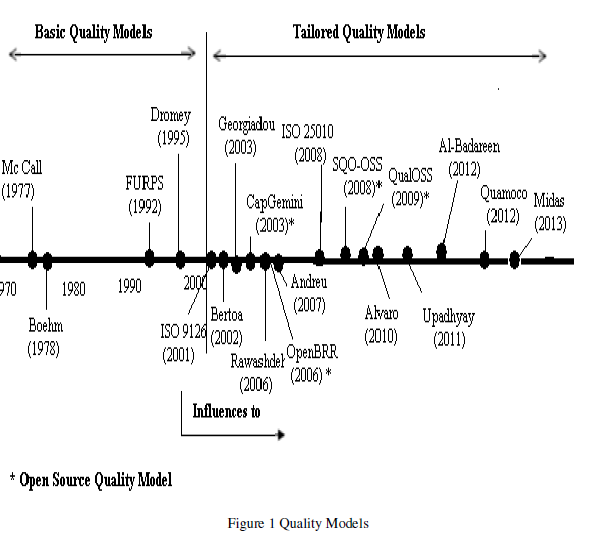 Basic Quality Models
Tailored Quality Models
Dromey
(1995)
Georgiadou
(2003)
ISO 25010
(2008)
Al-Badareen
(2012)
Mc Call
(1977)
FURPS
(1992)
SQO-OSS
(2008)*
QualOSS
(2009)*
CapGemini
(2003)*
Quamoco
(2012)
Midas
(2013)
970
1980
1990
2000
Andreu
(2007)
Boehm
(1978)
ISO 9126
(2001)
Bertoa
(2002)
Rawashdeh
(2006)
OpenBRR
(2006) *
Alvaro
(2010)
Upadhyay
(2011)
Influences to
* Open Source Quality Model
Figure 1 Quality Models